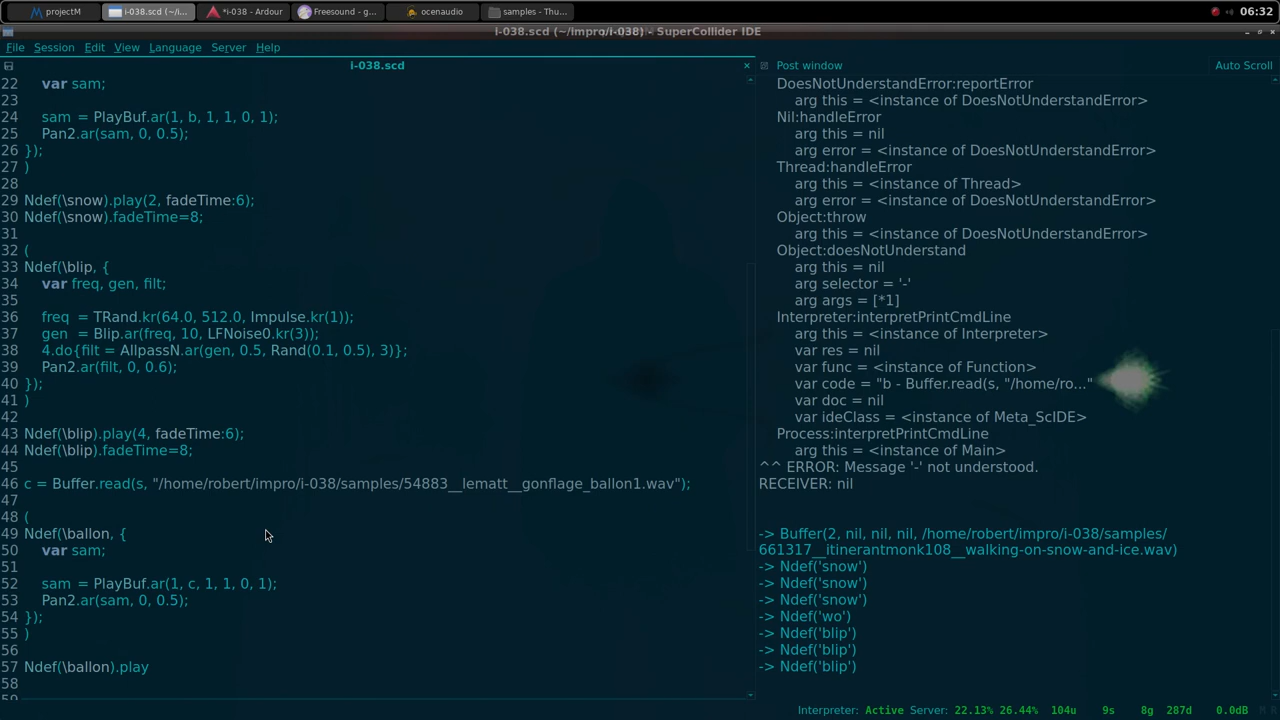 projectM
i-038.scd (~/i...
*i-038 - Ardour
Freesound - g...
ocenaudio
samples - Thu...
06:32
i-038.scd (~/impro/i-038) - SuperCollider IDE
File Session Edit View Language Server Help
i-038.scd
22 var sam;
23
24 sam = PlayBuf.ar(1, b, 1, 1, 0, 1);
25 Pan2.ar(sam, 0, 0.5);
26 });
27 )
28
29 Ndef(\snow).play(2, fadeTime:6);
30 Ndef(\snow).fadeTime=8;
31
32 (
33 Ndef(\blip, {
34 var freq, gen, filt;
35
36 freq = TRand.kr(64.0, 512.0, Impulse.kr(1));
37 gen = Blip.ar(freq, 10, LFNoise0.kr(3));
38 4.do{filt = AllpassN.ar(gen, 0.5, Rand(0.1, 0.5), 3)};
39 Pan2.ar(filt, 0, 0.6);
40 });
41 )
42
43 Ndef(\blip).play(4, fadeTime:6);
44 Ndef(\blip).fadeTime=8;
45
46 c = Buffer.read(s, "/home/robert/impro/i-038/samples/54883__lematt__gonflage_ballon1.wav");
47
48 (
49 Ndef(\ballon, {
50 var sam;
51
52 sam = PlayBuf.ar(1, c, 1, 1, 0, 1);
53 Pan2.ar(sam, 0, 0.5);
54 });
55 )
56
57 Ndef(\ballon).play
58
59
Post window
Auto Scroll
DoesNotUnderstandError:reportError
arg this = <instance of DoesNotUnderstandError>
Nil:handleError
arg this = nil
arg error = <instance of DoesNotUnderstandError>
Thread:handleError
arg this = <instance of Thread>
arg error = <instance of DoesNotUnderstandError>
Object:throw
arg this = <instance of DoesNotUnderstandError>
Object:doesNotUnderstand
arg this = nil
arg selector = '-'
arg args = [*1]
Interpreter:interpretPrintCmdLine
arg this = <instance of Interpreter>
var res = nil
var func = <instance of Function>
var code = "b - Buffer.read(s, "/home/ro..."
var doc = nil
var ideClass = <instance of Meta_ScIDE>
Process:interpretPrintCmdLine
arg this = <instance of Main>
^^ ERROR: Message '-' not understood.
RECEIVER: nil
-> Buffer(2, nil, nil, nil, /home/robert/impro/i-038/samples/
661317__itinerantmonk108__walking-on-snow-and-ice.wav)
-> Ndef('snow')
-> Ndef('snow')
-> Ndef('snow')
-> Ndef('wo')
-> Ndef('blip')
-> Ndef('blip')
-> Ndef('blip')
Interpreter: Active Server: 22.13% 26.44% 104u 9s 8g 287d 0.0dB